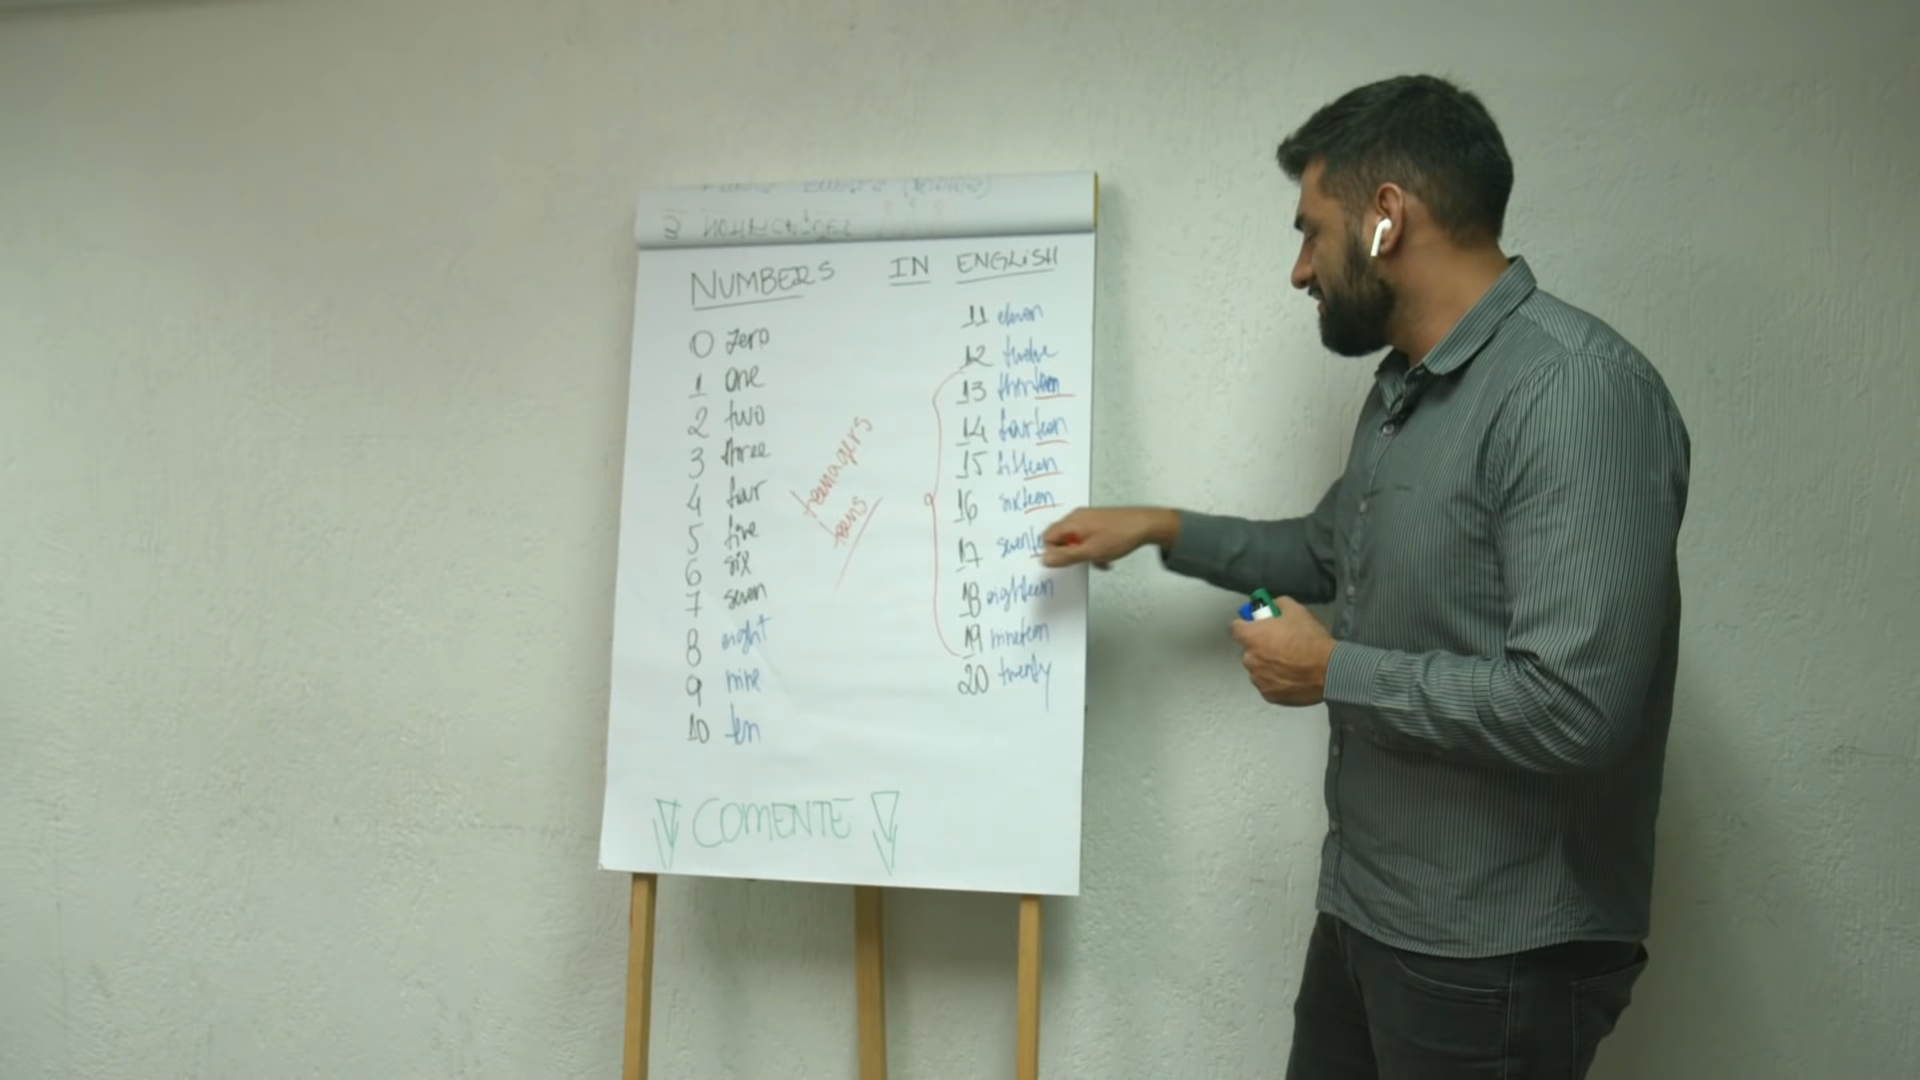 NUMBERS IN ENGLISH
0 zero
1 one
2 two
3 three
4 four
5 five
6 six
7 seven
8 eight
9 nine
10 ten
teenagers
teens
11 eleven
12 twelve
13 thirteen
14 fourteen
15 fifteen
16 sixteen
17
18 eighteen
19 nineteen
20 twenty
COMENTE